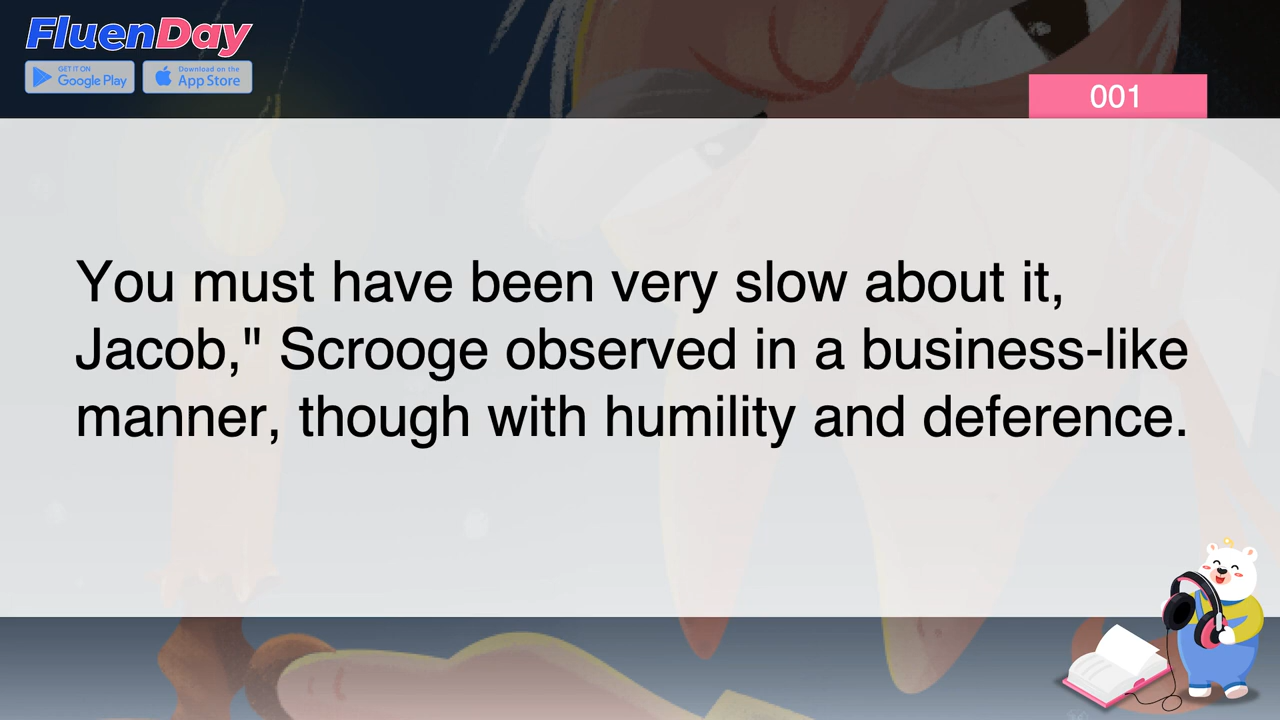 FluenDay
GET IT ON
Google Play
Download on the
App Store
001
You must have been very slow about it,
Jacob," Scrooge observed in a business-like
manner, though with humility and deference.